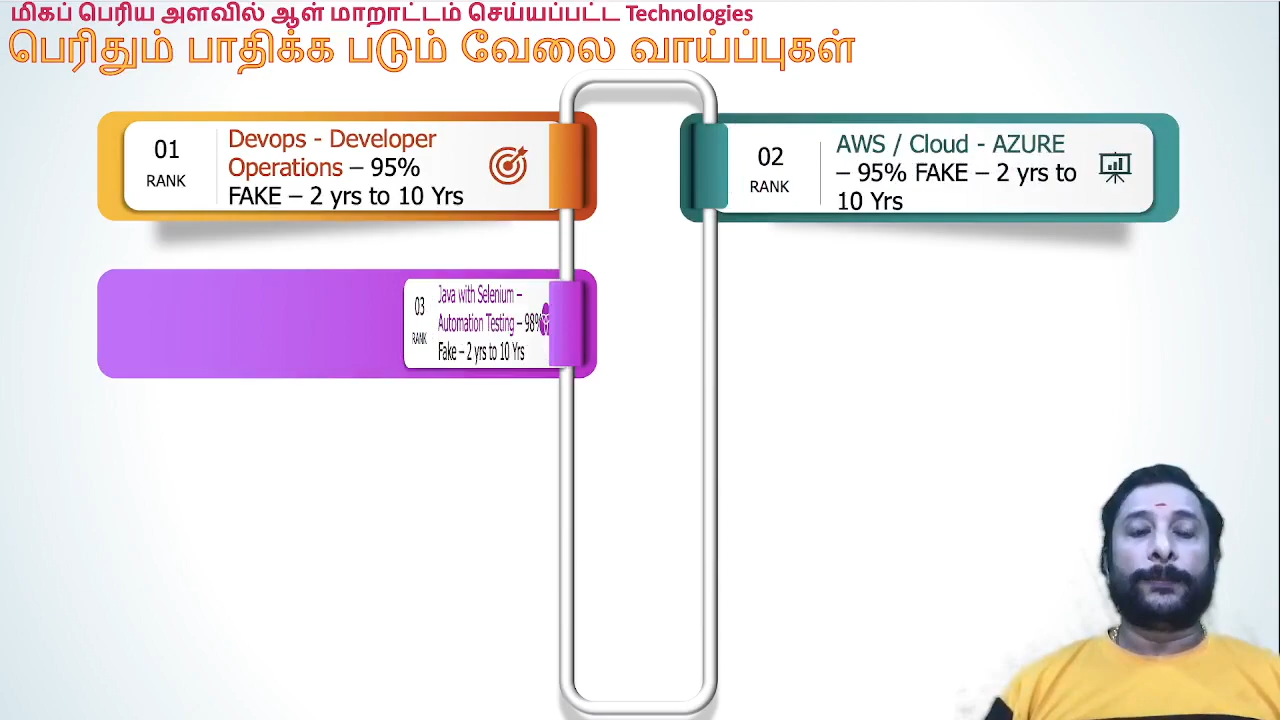 மிகப் பெரிய அளவில் ஆள் மாறாட்டம் செய்யப்பட்ட Technologies
பெரிதும் பாதிக்க படும் வேலை வாய்ப்புகள்
01
RANK
Devops - Developer
Operations – 95%
FAKE – 2 yrs to 10 Yrs
02
RANK
AWS / Cloud - AZURE
– 95% FAKE – 2 yrs to
10 Yrs
03
RANK
Java with Selenium –
Automation Testing – 98%
Fake – 2 yrs to 10 Yrs